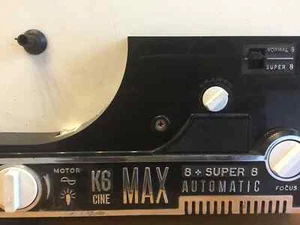 NORMAL 8
SUPER 8
MOTOR
K6
CINE
MAX
8 + SUPER 8
AUTOMATIC
FOCUS